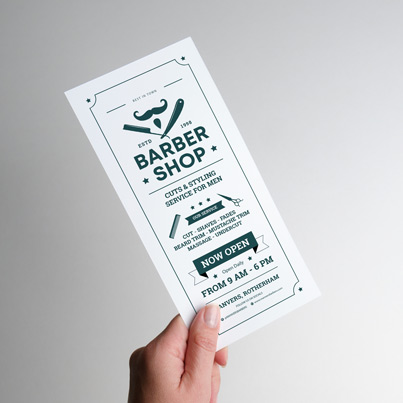 BEST IN TOWN
ESTD 1998
BARBER
SHOP
CUTS & STYLING
SERVICE FOR MEN
OUR SERVICE
CUT - SHAVES - FADES
BEARD TRIM - MUSTACHE TRIM
MASSAGE - UNDERCUT
NOW OPEN
Open Daily
FROM 9 AM - 6 PM
ANVERS, ROTHERHAM